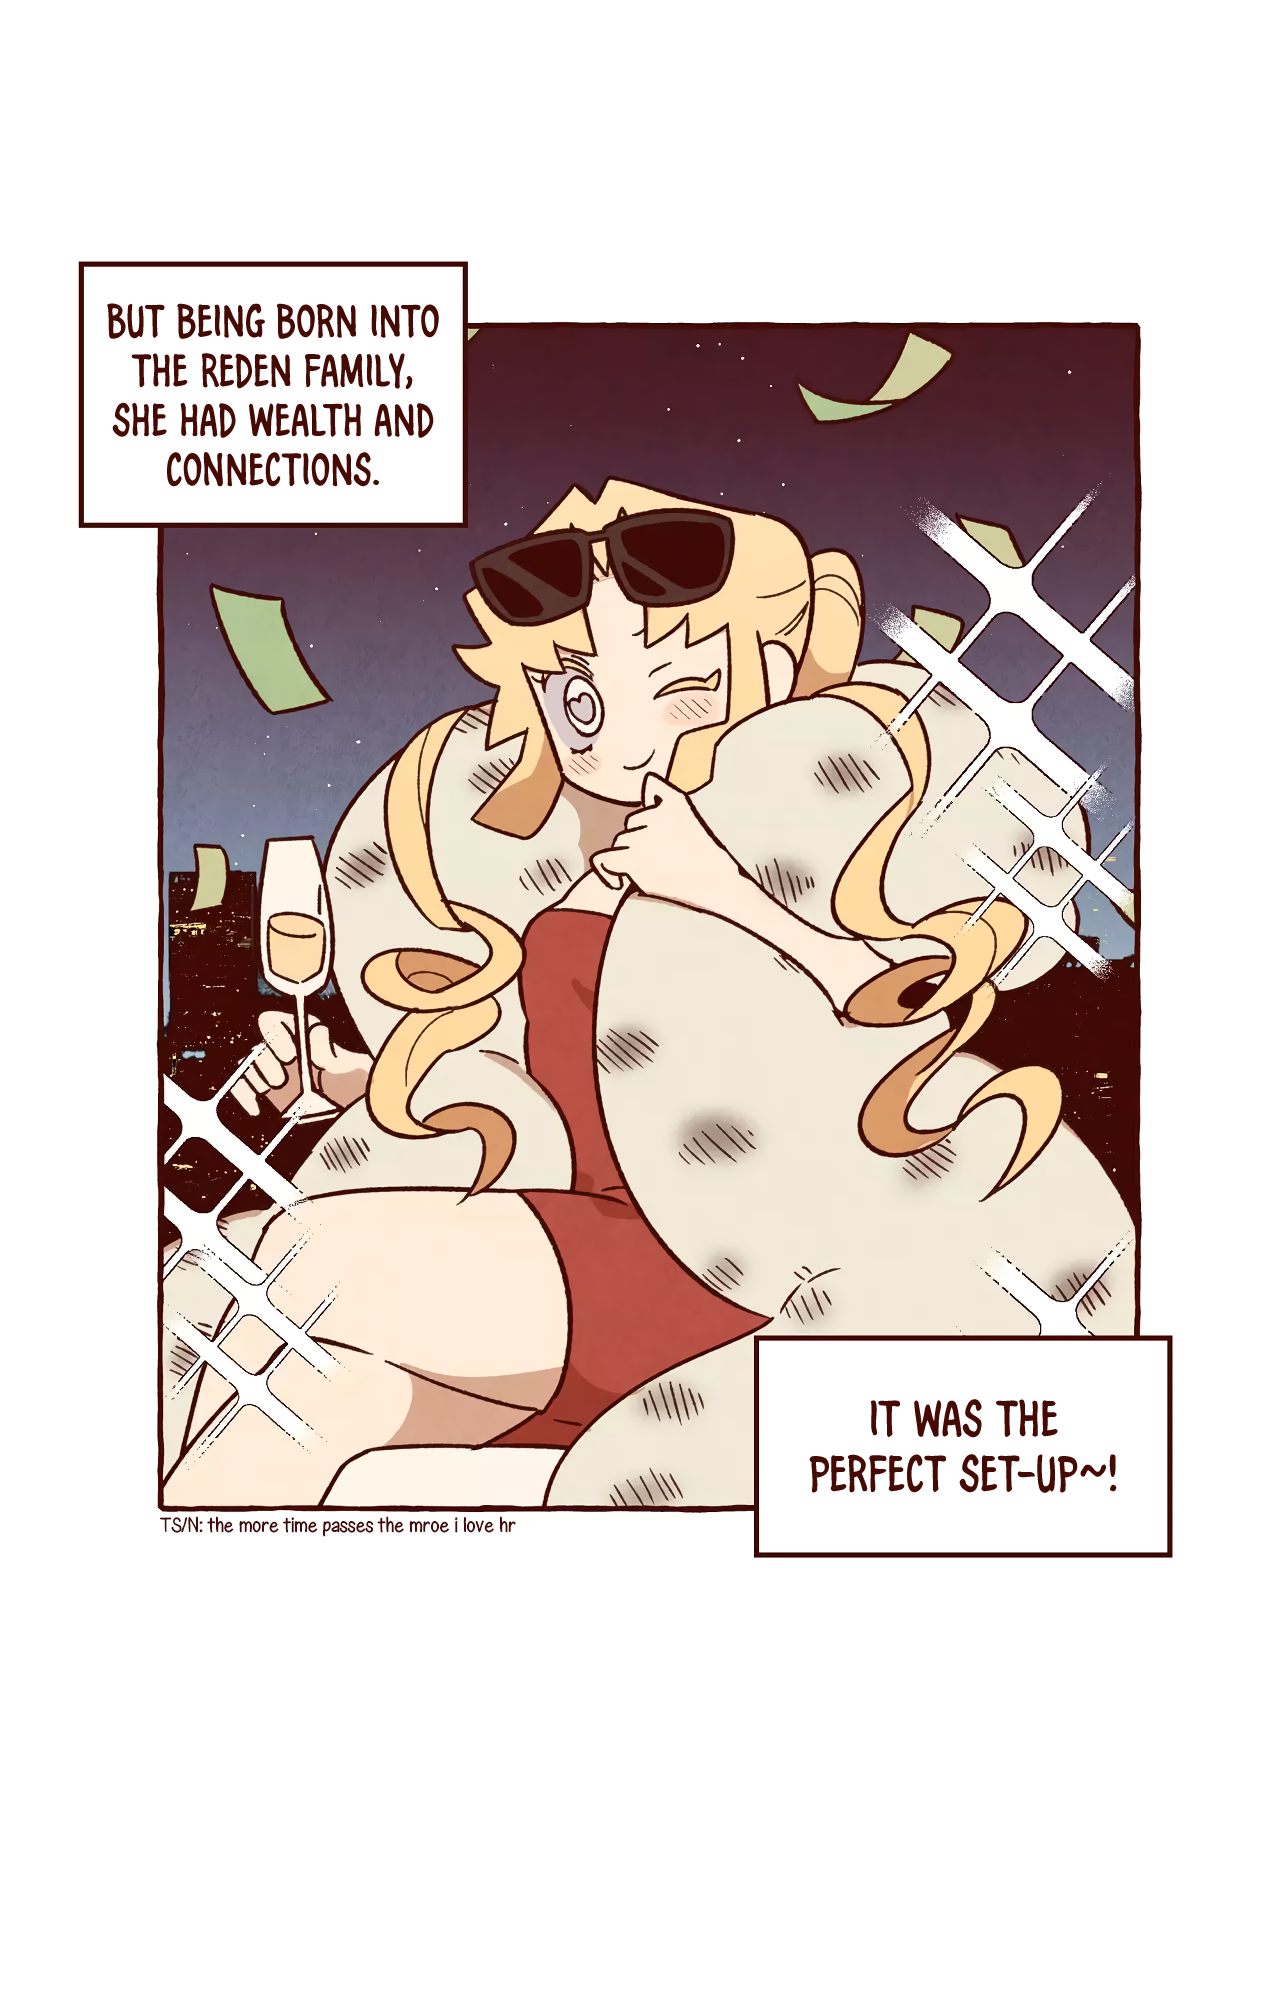 BUT BEING BORN INTO
THE REDEN FAMILY,
SHE HAD WEALTH AND
CONNECTIONS.
IT WAS THE
PERFECT SET-UP~!
TS/N: the more time passes the mroe i love hr